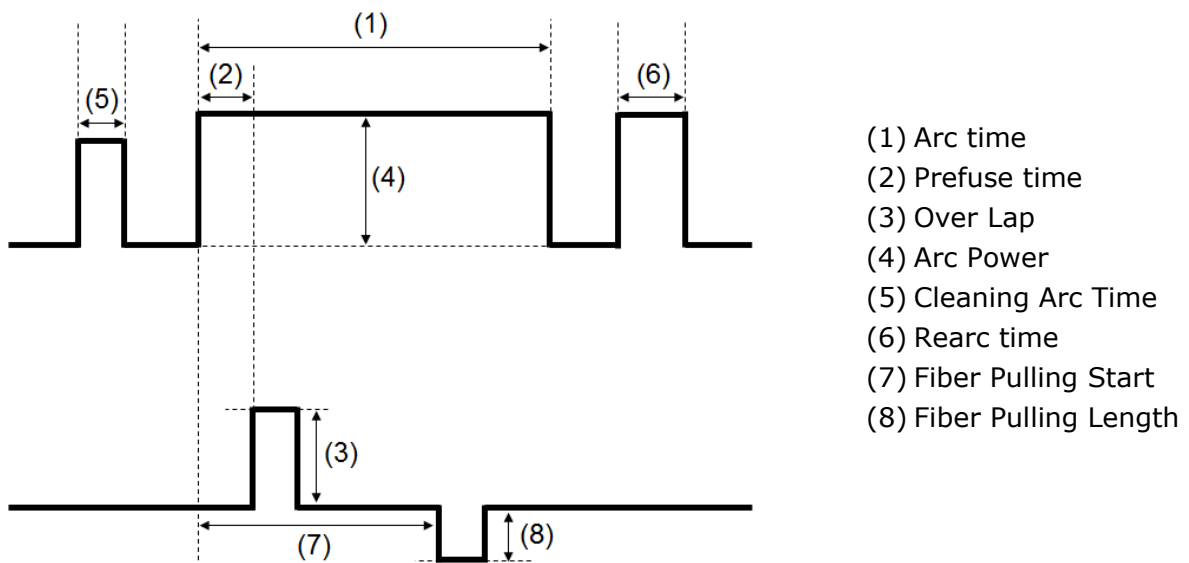 (1)
(2)
(6)
(5)
(4)
(3)
(7)
(8)
(1) Arc time
(2) Prefuse time
(3) Over Lap
(4) Arc Power
(5) Cleaning Arc Time
(6) Rearc time
(7) Fiber Pulling Start
(8) Fiber Pulling Length